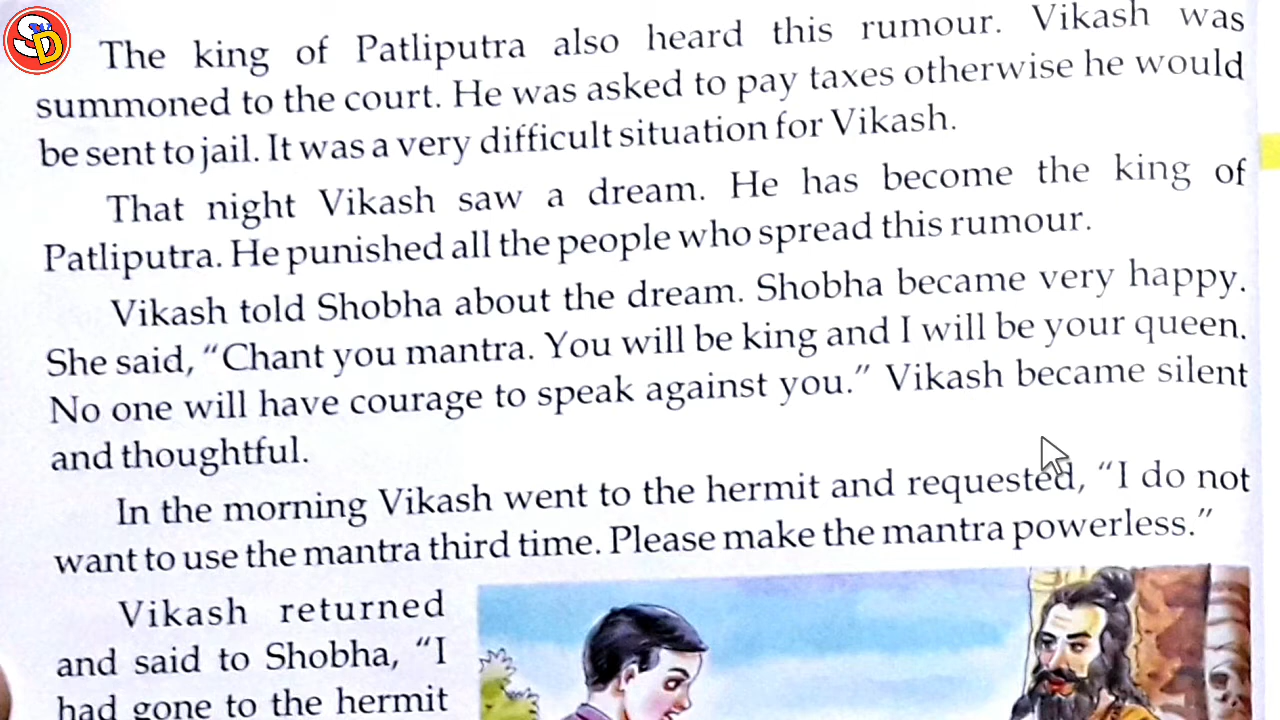 The king of Patliputra also heard this rumour. Vikash was
summoned to the court. He was asked to pay taxes otherwise he would
be sent to jail. It was a very difficult situation for Vikash.
That night Vikash saw a dream. He has become the king of
Patliputra. He punished all the people who spread this rumour.
Vikash told Shobha about the dream. Shobha became very happy.
She said, “Chant you mantra. You will be king and I will be your queen.
No one will have courage to speak against you.” Vikash became silent
and thoughtful.
In the morning Vikash went to the hermit and requested, “I do not
want to use the mantra third time. Please make the mantra powerless.”
Vikash returned
and said to Shobha, “I
had gone to the hermit